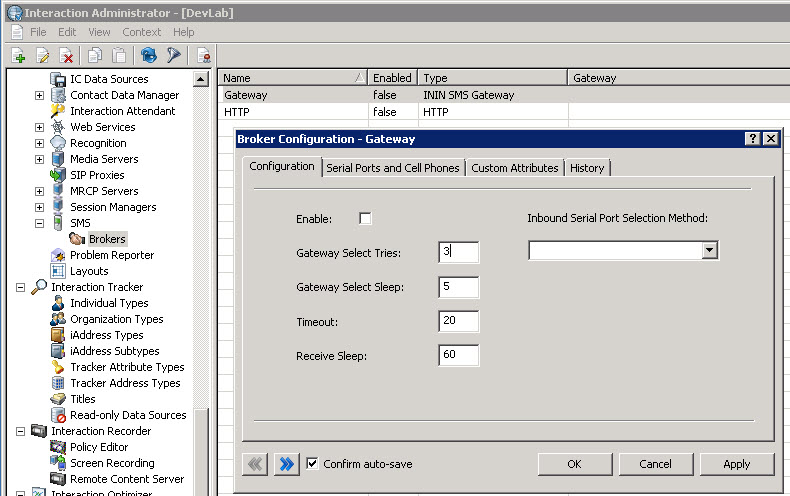 Interaction Administrator - [DevLab]
File Edit View Context Help
IC Data Sources
Contact Data Manager
Interaction Attendant
Web Services
Recognition
Media Servers
SIP Proxies
MRCP Servers
Session Managers
SMS
Brokers
Problem Reporter
Layouts
Interaction Tracker
Individual Types
Organization Types
iAddress Types
iAddress Subtypes
Tracker Attribute Types
Tracker Address Types
Titles
Read-only Data Sources
Interaction Recorder
Policy Editor
Screen Recording
Remote Content Server
Interaction Optimizer
Name Enabled Type Gateway
Gateway false ININ SMS Gateway
HTTP false HTTP
Broker Configuration - Gateway
Configuration Serial Ports and Cell Phones Custom Attributes History
Enable: Inbound Serial Port Selection Method:
Gateway Select Tries: 3
Gateway Select Sleep: 5
Timeout: 20
Receive Sleep: 60
Confirm auto-save OK Cancel Apply